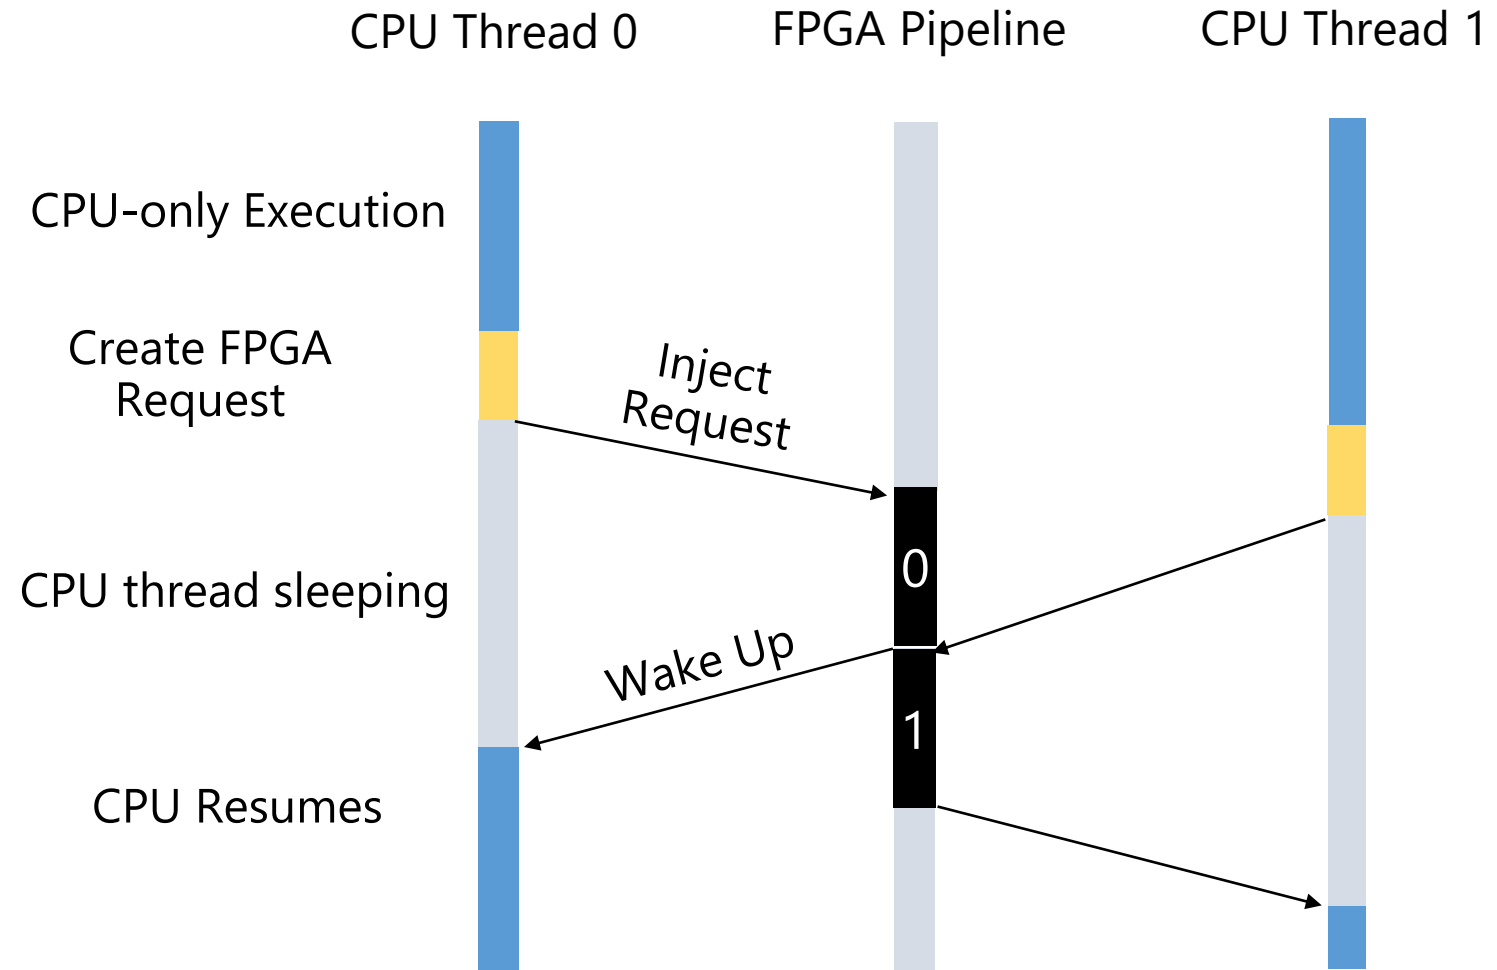 CPU Thread 0
FPGA Pipeline
CPU Thread 1
CPU-only Execution
Create FPGA
Request
Inject
Request
0
CPU thread sleeping
Wake Up
1
CPU Resumes